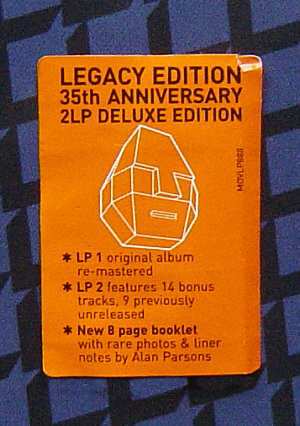 LEGACY EDITION
35th ANNIVERSARY
2LP DELUXE EDITION
MOVLP888
* LP 1 original album
re-mastered
* LP 2 features 14 bonus
tracks, 9 previously
unreleased
* New 8 page booklet
with rare photos & liner
notes by Alan Parsons